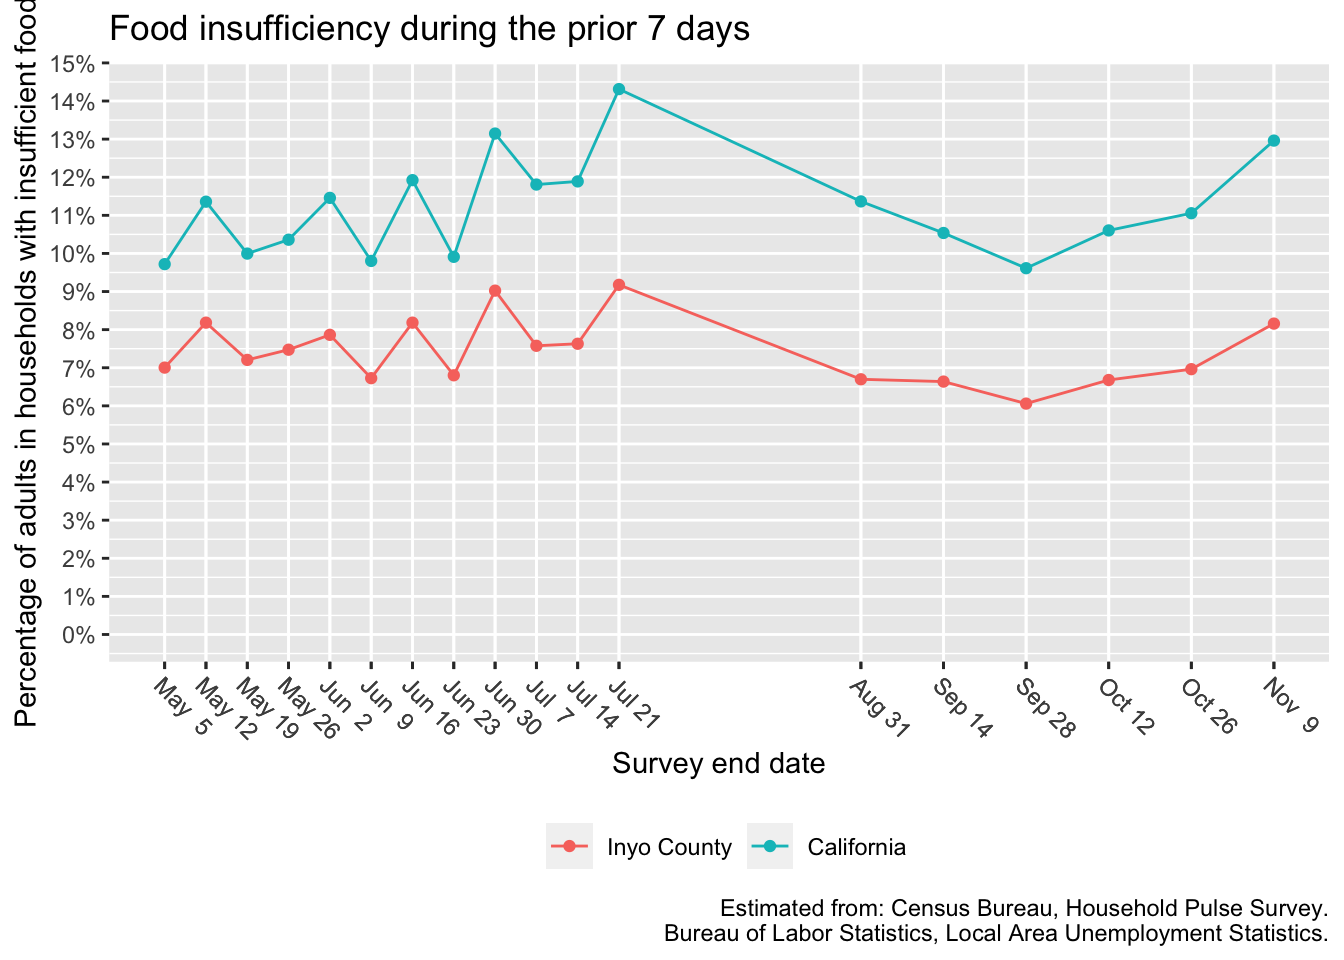 Food insufficiency during the prior 7 days
Percentage of adults in households with insufficient food
15%
14%
13%
12%
11%
10%
9%
8%
7%
6%
5%
4%
3%
2%
1%
0%
May 5
May 12
May 19
May 26
Jun 2
Jun 9
Jun 16
Jun 23
Jun 30
Jul 7
Jul 14
Jul 21
Aug 31
Sep 14
Sep 28
Oct 12
Oct 26
Nov 9
Survey end date
Inyo County
California
Estimated from: Census Bureau, Household Pulse Survey.
Bureau of Labor Statistics, Local Area Unemployment Statistics.